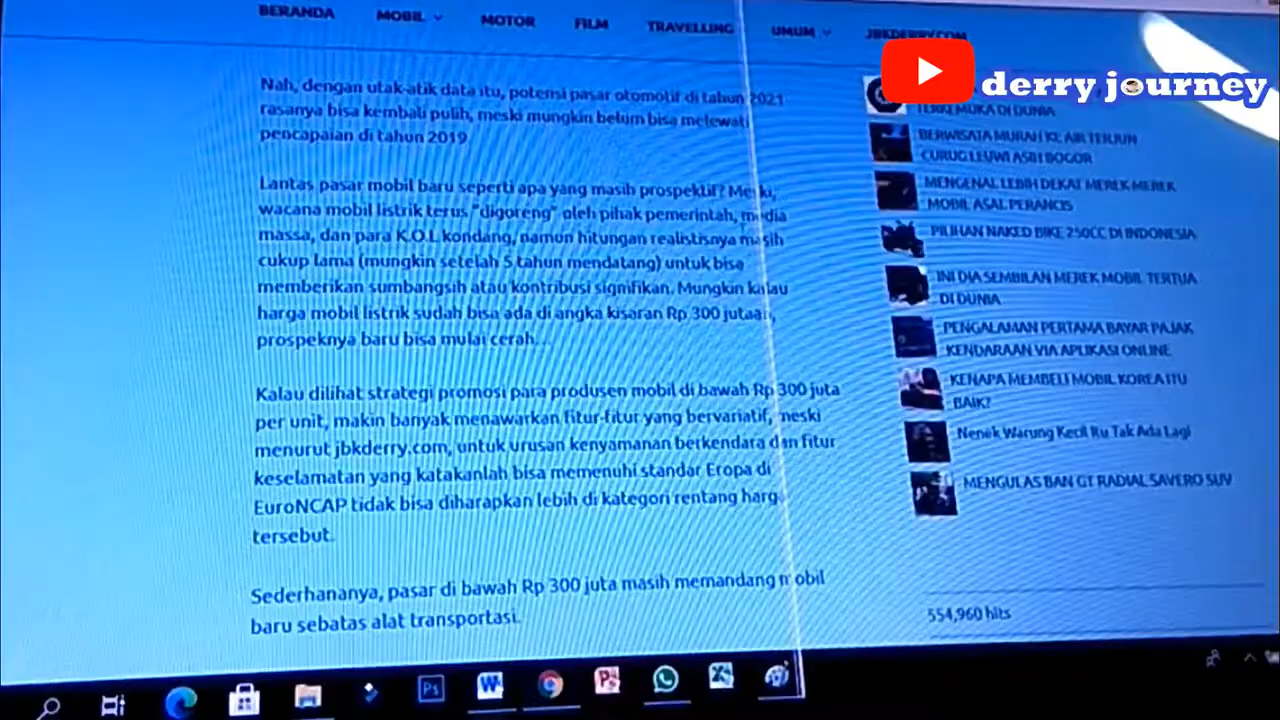 BERANDA MOBIL MOTOR FILM TRAVELLING UMUM JBKDERRY.COM
derry journey
Nah, dengan utak-atik data itu, potensi pasar otomotif di tahun 2021
rasanya bisa kembali pulih, meski mungkin belum bisa melewati
pencapaian di tahun 2019
Lantas pasar mobil baru seperti apa yang masih prospektif? Meski,
wacana mobil listrik terus "digoreng" oleh pihak pemerintah, media
massa, dan para K.O.L kondang, namun hitungan realistisnya masih
cukup lama (mungkin setelah 5 tahun mendatang) untuk bisa
memberikan sumbangsih atau kontribusi signifikan. Mungkin kalau
harga mobil listrik sudah bisa ada di angka kisaran Rp 300 jutaan,
prospeknya baru bisa mulai cerah...
Kalau dilihat strategi promosi para produsen mobil di bawah Rp 300 juta
per unit, makin banyak menawarkan fitur-fitur yang bervariatif, meski
menurut jbkderry.com, untuk urusan kenyamanan berkendara dan fitur
keselamatan yang katakanlah bisa memenuhi standar Eropa di
EuroNCAP tidak bisa diharapkan lebih di kategori rentang harga
tersebut.
Sederhananya, pasar di bawah Rp 300 juta masih memandang mobil
baru sebatas alat transportasi.
TERKEMUKA DI DUNIA
BERWISATA MURAH KE AIR TERJUN
CURUG LEUWI ASIH BOGOR
MENGENAL LEBIH DEKAT MEREK MEREK
MOBIL ASAL PERANCIS
PILIHAN NAKED BIKE 250CC DI INDONESIA
INI DIA SEMBILAN MEREK MOBIL TERTUA
DI DUNIA
PENGALAMAN PERTAMA BAYAR PAJAK
KENDARAAN VIA APLIKASI ONLINE
KENAPA MEMBELI MOBIL KOREA ITU
BAIK?
Nenek Warung Kecil Itu Tak Ada Lagi
MENGULAS BAN GT RADIAL SAVERO SUV
554,960 hits
Ps